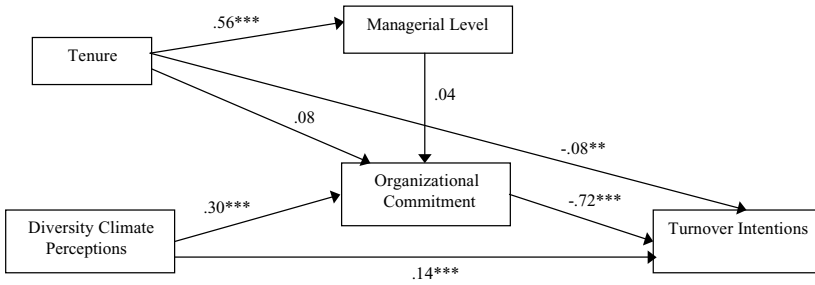 .56***
Managerial Level
Tenure
.04
.08
-.08**
Organizational
Commitment
.30***
-.72***
Diversity Climate
Perceptions
Turnover Intentions
.14***